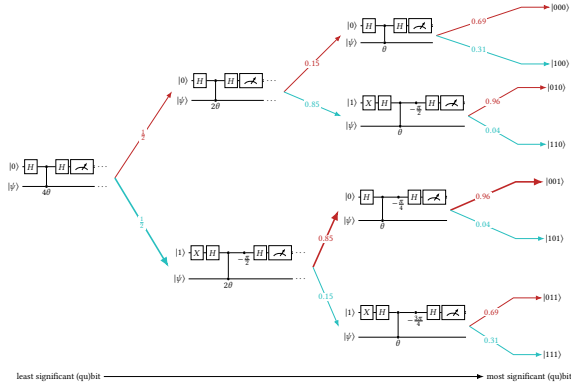 |000⟩
|0⟩ H H
0.69
|ψ⟩
θ
0.31
0.15
|100⟩
|0⟩ H H ···
|010⟩
|ψ⟩ ···
2θ
0.85
|1⟩ X H -π/2 H
0.96
|ψ⟩
θ
0.04
1/2
|110⟩
|0⟩ H H ···
|ψ⟩ ···
4θ
|001⟩
0.96
|0⟩ H -π/4 H
|ψ⟩
θ
0.04
1/2
0.85
|101⟩
|1⟩ X H -π/2 H ···
|ψ⟩ ···
2θ
0.15
|011⟩
|1⟩ X H -3π/4 H
0.69
|ψ⟩
θ
0.31
|111⟩
least significant (qu)bit most significant (qu)bit